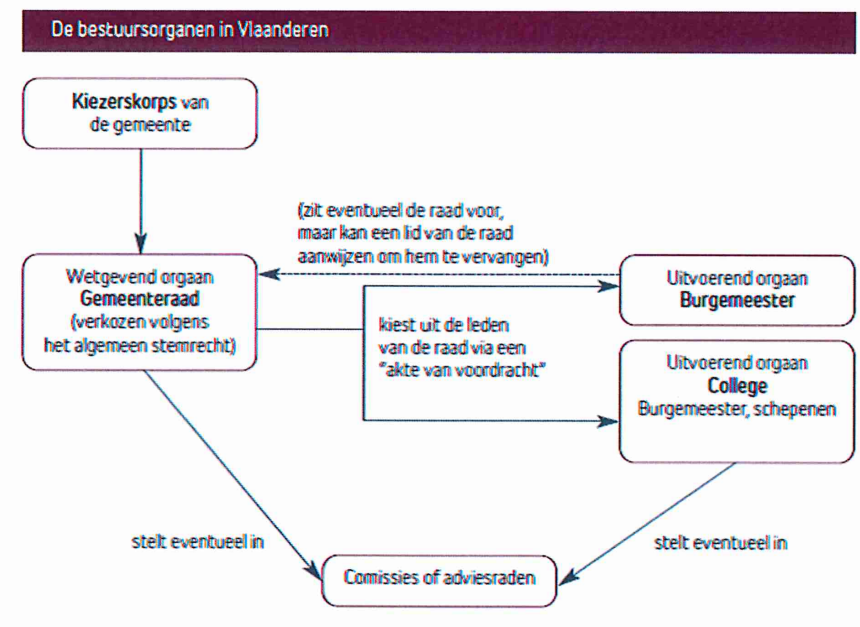 De bestuursorganen in Vlaanderen
Kiezerskorps van
de gemeente
(zit eventueel de raad voor,
maar kan een lid van de raad
aanwijzen om hem te vervangen)
Wetgevend orgaan
Gemeenteraad
(verkozen volgens
het algemeen stemrecht)
Uitvoerend orgaan
Burgemeester
kiest uit de leden
van de raad via een
"akte van voordracht"
Uitvoerend orgaan
College
Burgemeester, schepenen
stelt eventueel in
stelt eventueel in
Comissies of adviesraden